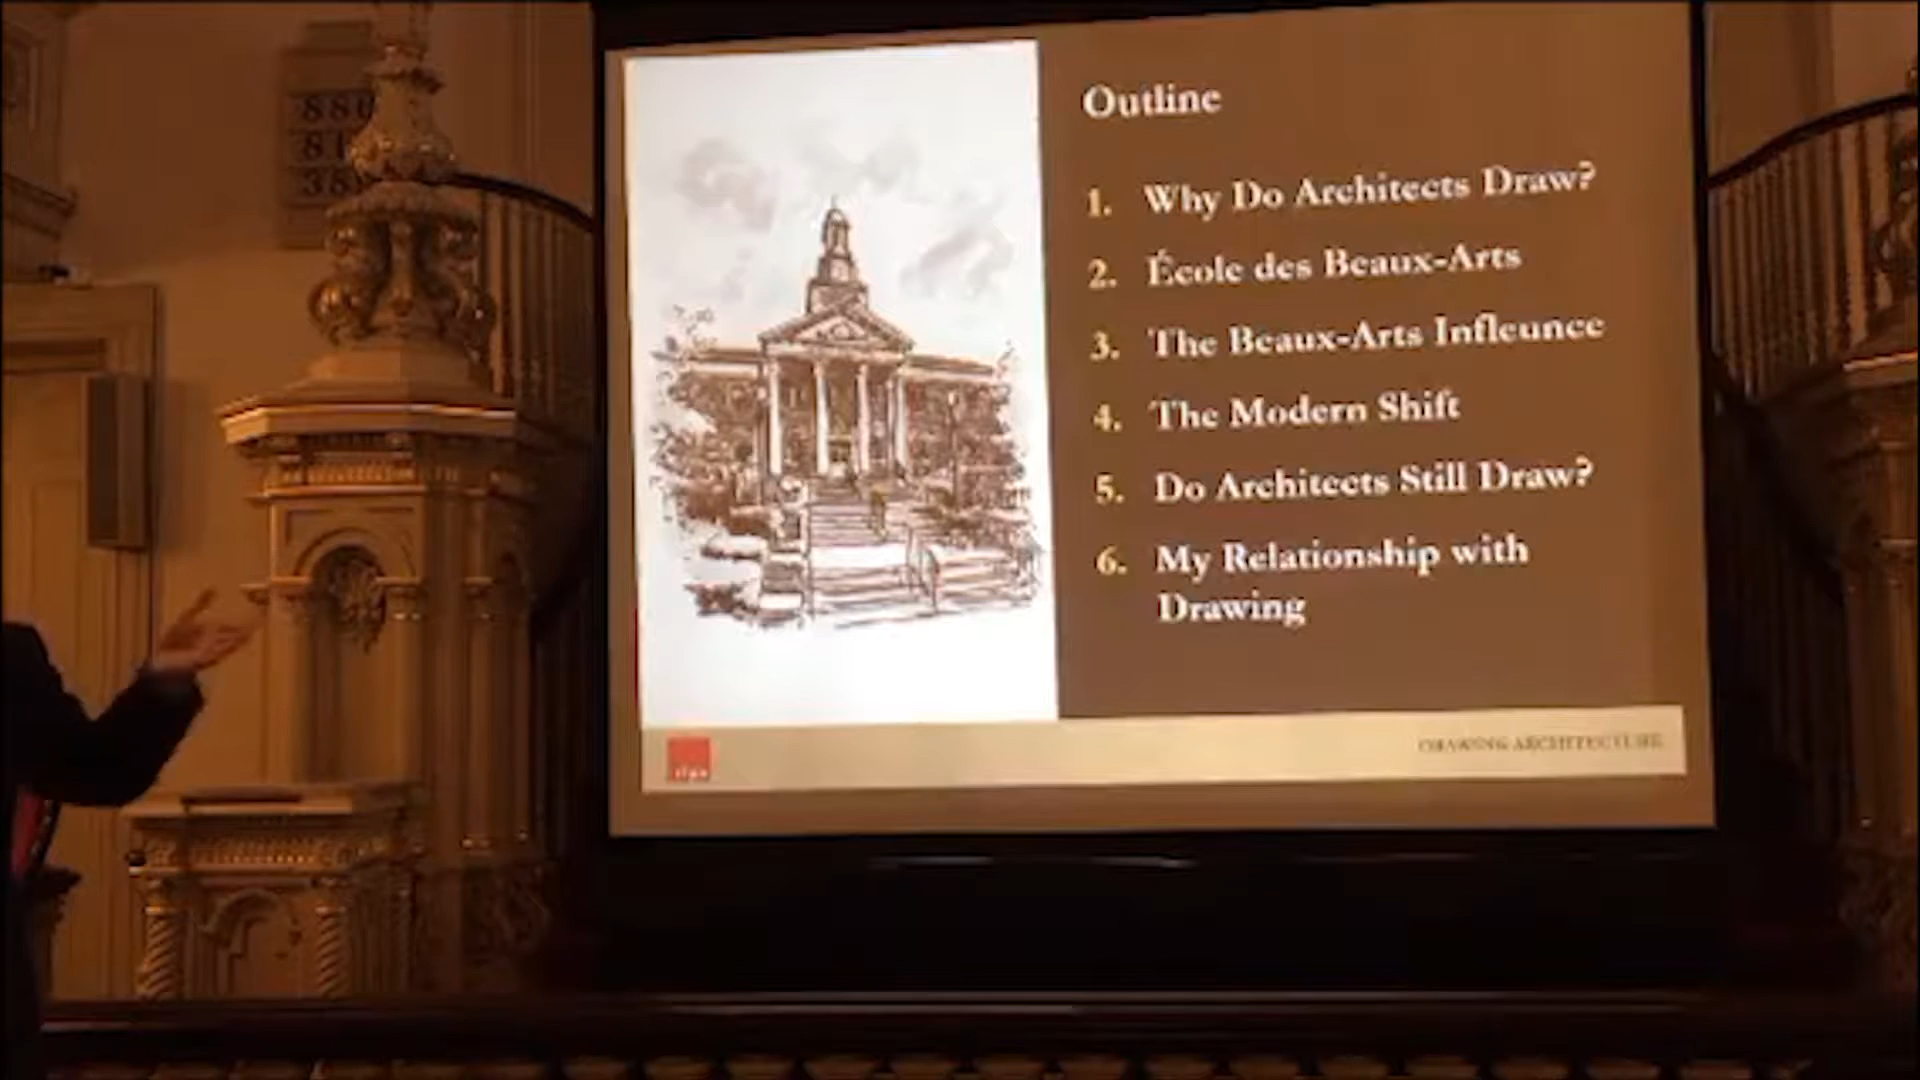 Outline
1. Why Do Architects Draw?
2. École des Beaux-Arts
3. The Beaux-Arts Infleunce
4. The Modern Shift
5. Do Architects Still Draw?
6. My Relationship with
Drawing
DRAWING ARCHITECTURE